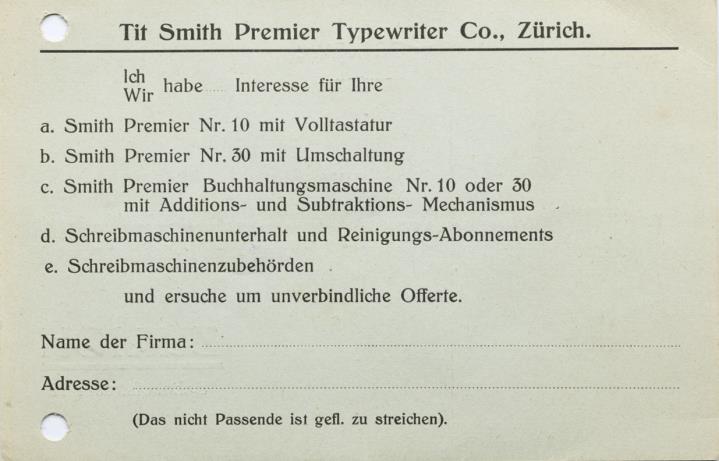 Tit Smith Premier Typewriter Co., Zürich.
Ich
Wir habe ..... Interesse für Ihre
a. Smith Premier Nr. 10 mit Volltastatur
b. Smith Premier Nr. 30 mit Umschaltung
c. Smith Premier Buchhaltungsmaschine Nr. 10 oder 30
mit Additions- und Subtraktions- Mechanismus
d. Schreibmaschinenunterhalt und Reinigungs-Abonnements
e. Schreibmaschinenzubehörden
und ersuche um unverbindliche Offerte.
Name der Firma:
Adresse:
(Das nicht Passende ist gefl. zu streichen).